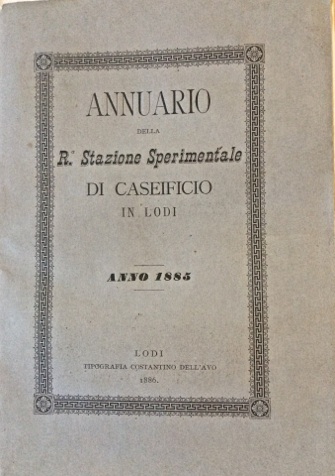 ANNUARIO
DELLA
R.ª Stazione Sperimentale
DI CASEIFICIO
IN LODI
ANNO 1885
LODI
TIPOGRAFIA COSTANTINO DELL'AVO
1886.